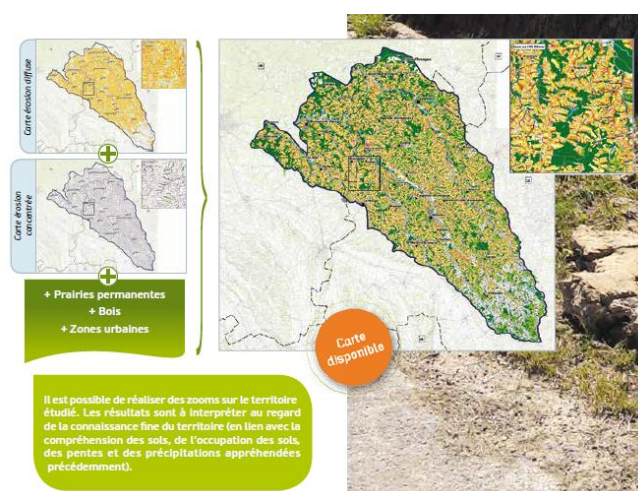 Carte érosion diffuse
Carte érosion
concentrée
+ Prairies permanentes
+ Bois
+ Zones urbaines
Carte
disponible
Il est possible de réaliser des zooms sur le territoire
étudié. Les résultats sont à interpréter au regard
de la connaissance fine du territoire (en lien avec la
compréhension des sols, de l'occupation des sols,
des pentes et des précipitations appréhendées
précédemment).